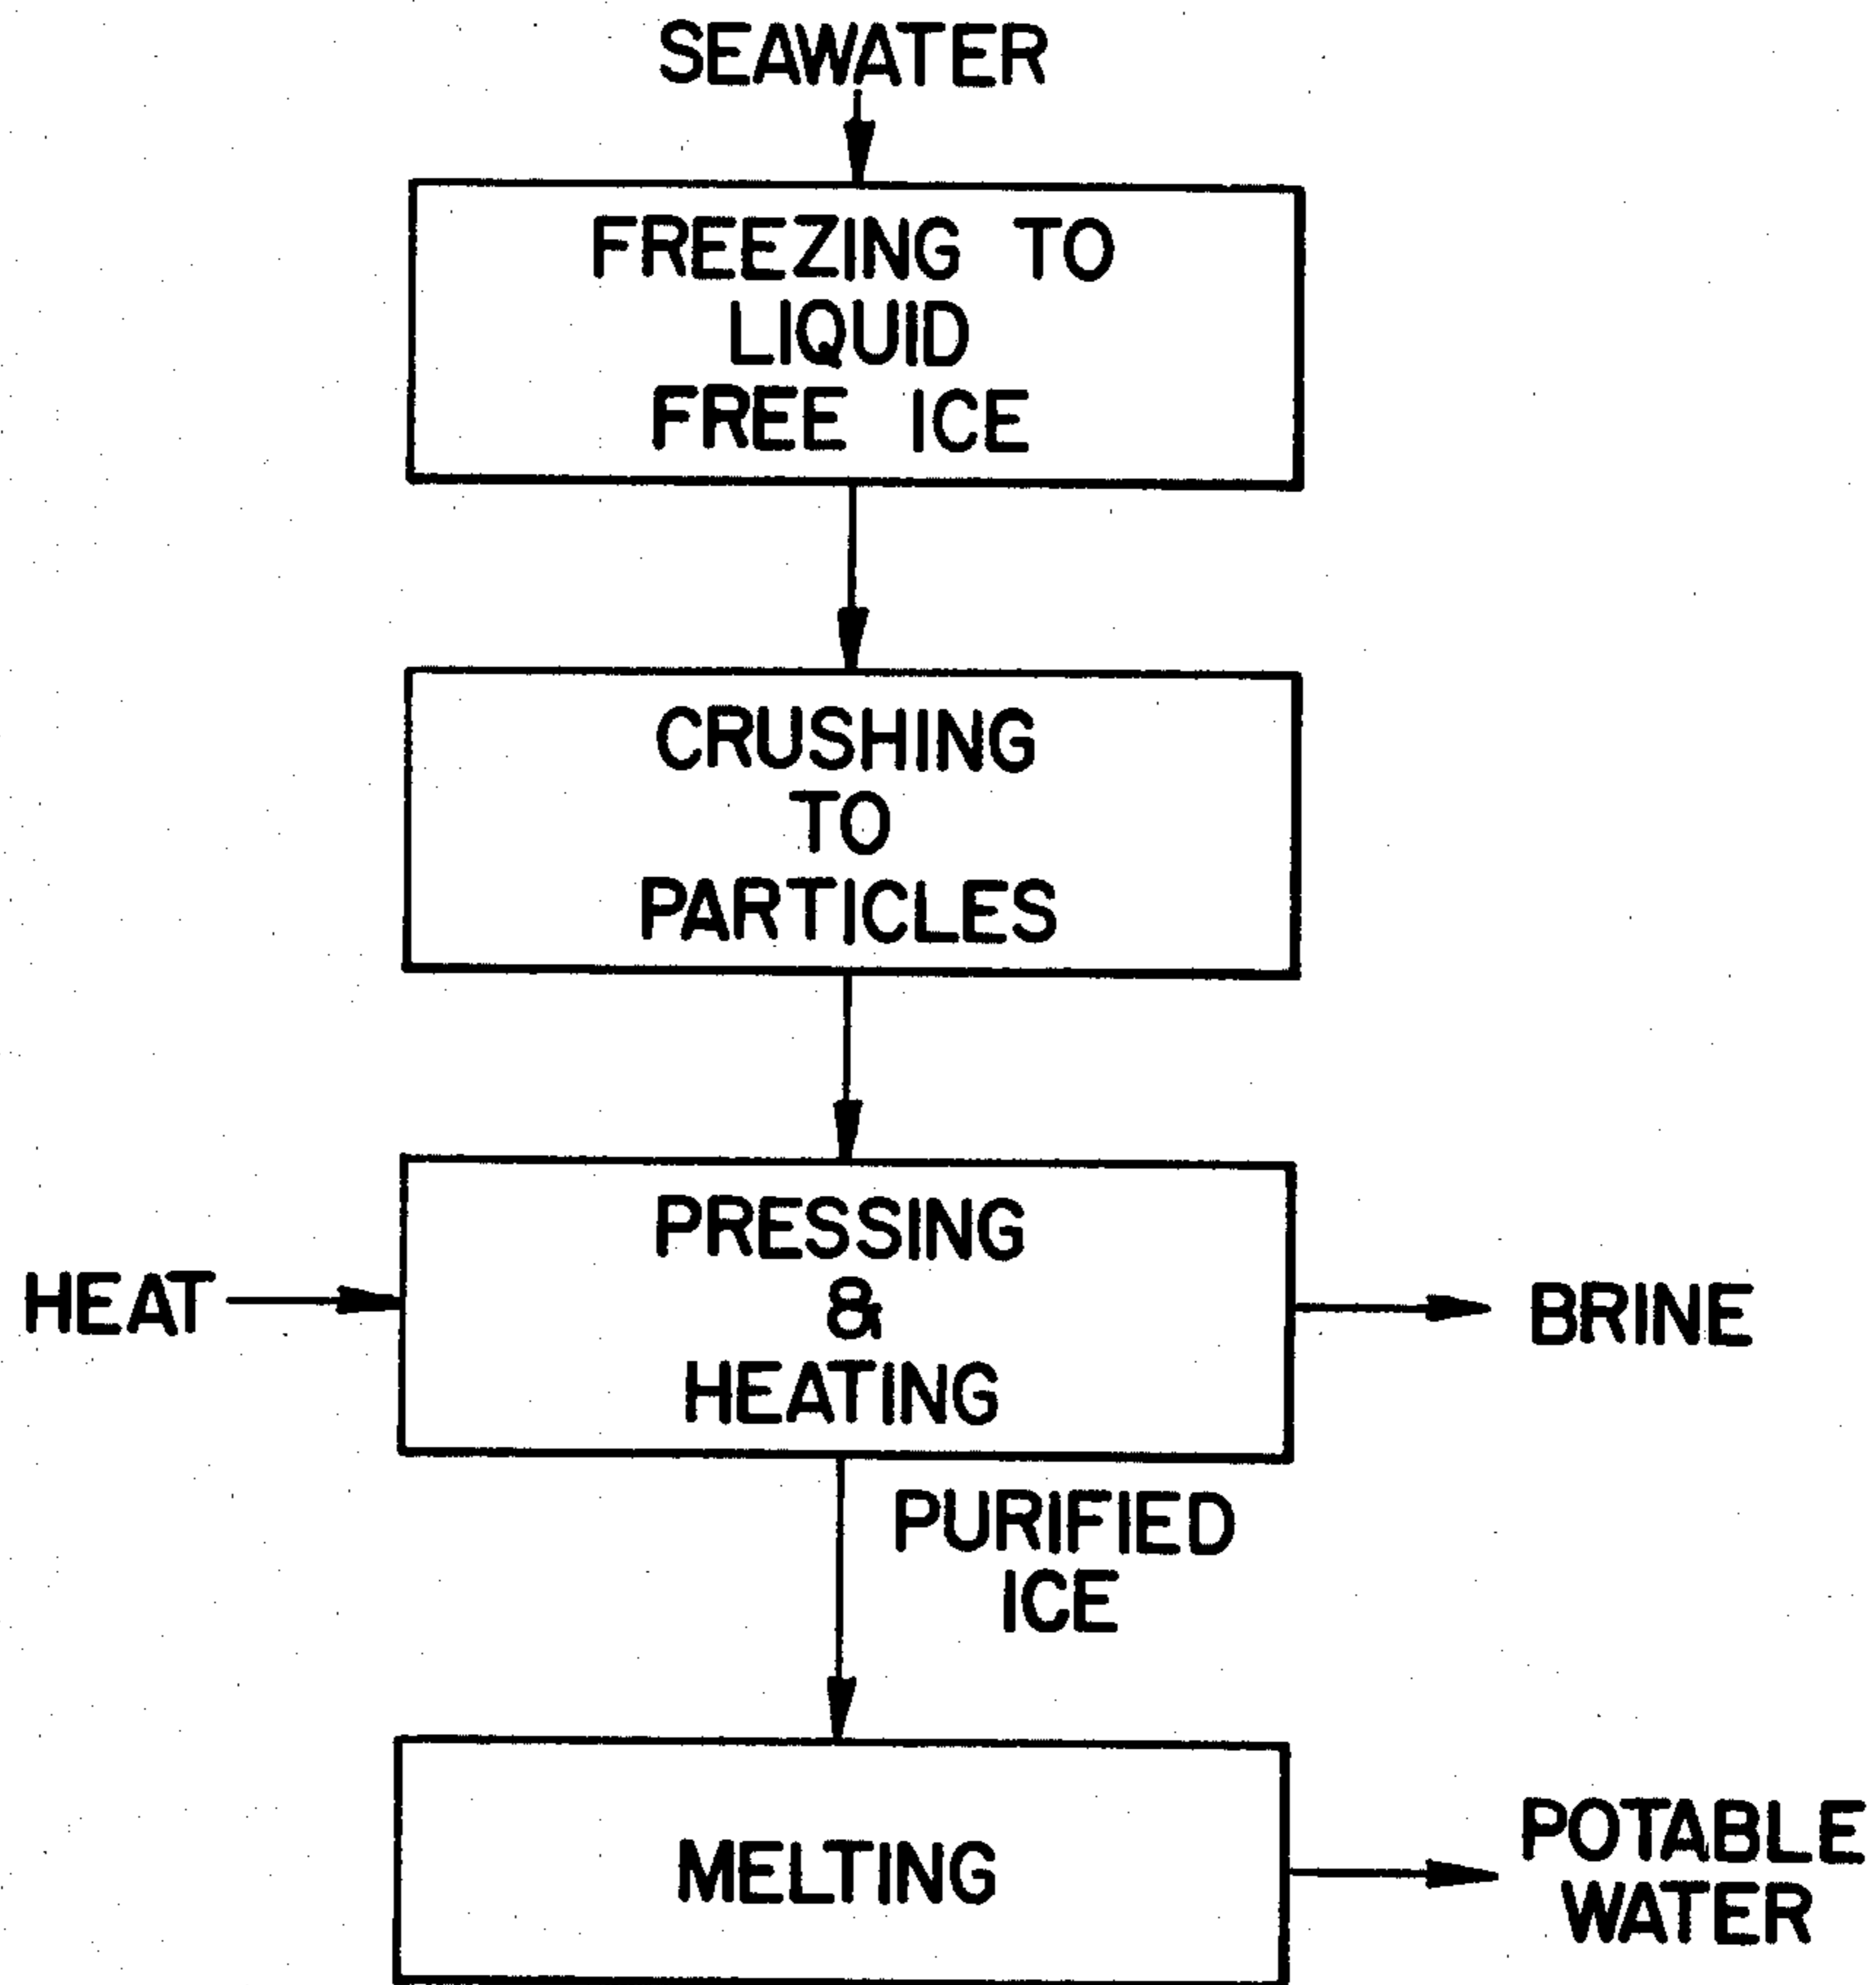 SEAWATER
FREEZING TO
LIQUID
FREE ICE
CRUSHING
TO
PARTICLES
HEAT
PRESSING
&
HEATING
BRINE
PURIFIED
ICE
MELTING
POTABLE
WATER